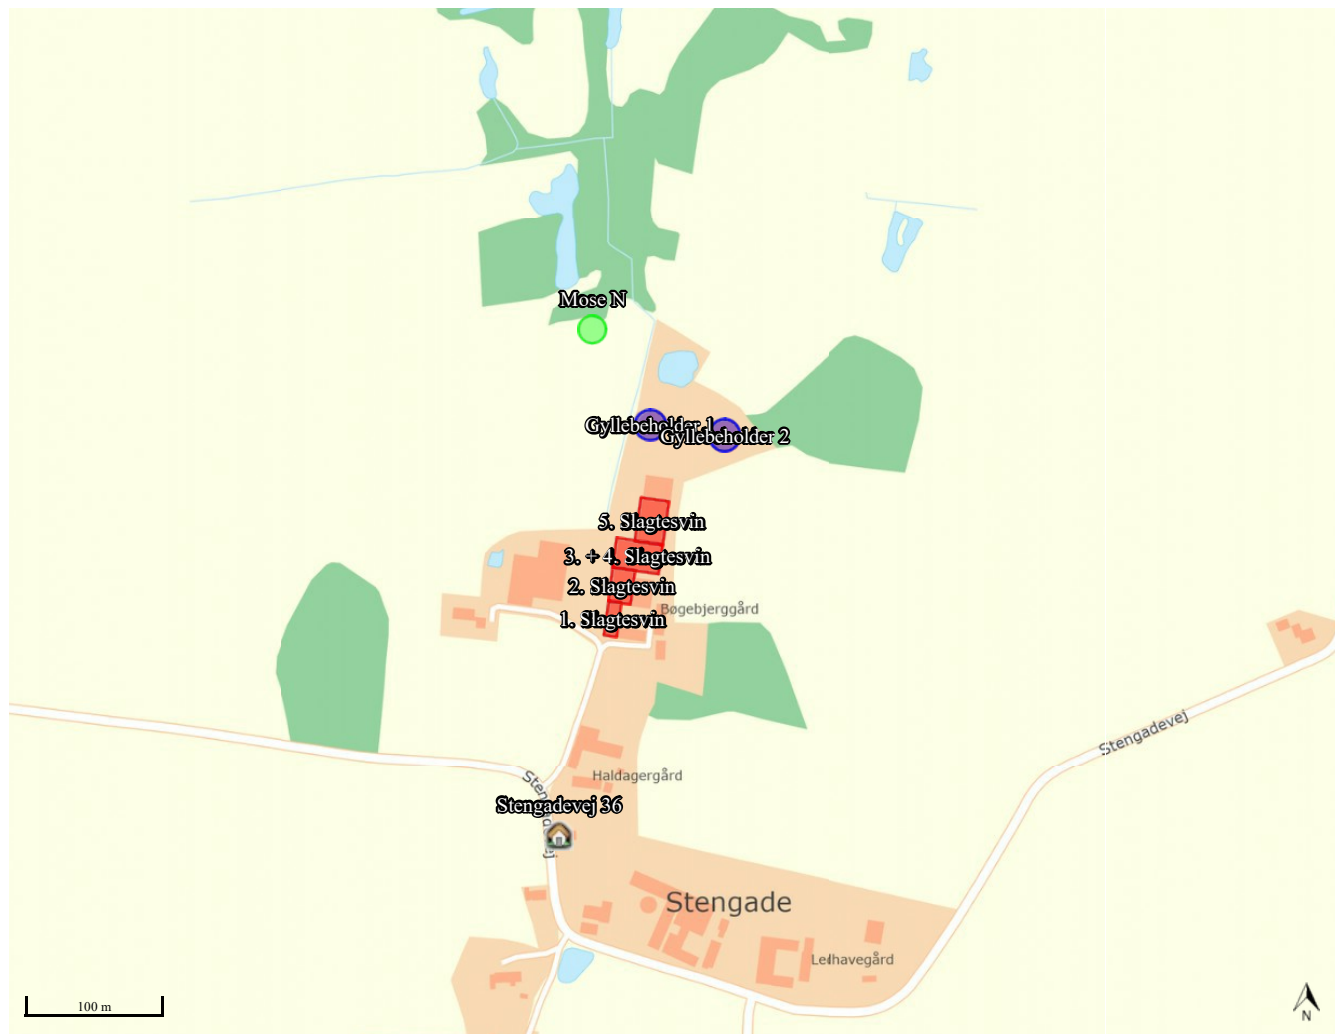 Mose N
Gyllebeholder 1
Gyllebeholder 2
5. Slagtesvin
3. + 4. Slagtesvin
2. Slagtesvin
Bøgebjerggård
1. Slagtesvin
Stengadevej
Haldagergård
Stengadevej 36
Stengadevej
Stengade
Lelhavegård
100 m
N